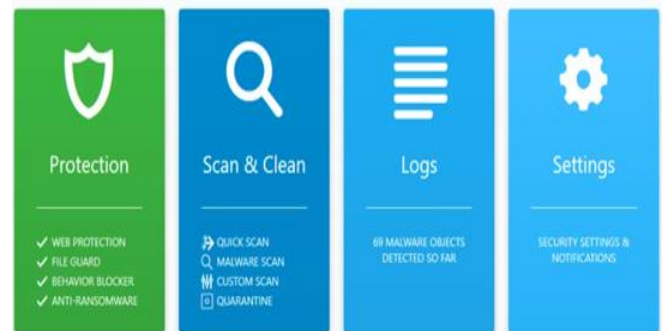 Protection
WEB PROTECTION
FILE GUARD
BEHAVIOR BLOCKER
ANTI-RANSOMWARE
Scan & Clean
QUICK SCAN
MALWARE SCAN
CUSTOM SCAN
QUARANTINE
Logs
69 MALWARE OBJECTS
DETECTED SO FAR
Settings
SECURITY SETTINGS &
NOTIFICATIONS